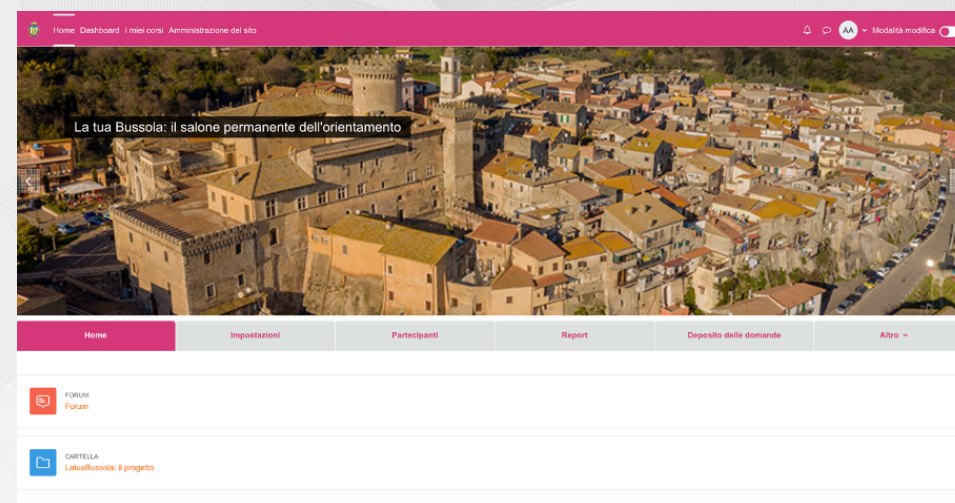 Home Dashboard I miei corsi Amministrazione del sito AA Modalità modifica
La tua Bussola: il salone permanente dell'orientamento
Home Impostazioni Partecipanti Report Deposito delle domande Altro
FORUM
Forum
CARTELLA
LatuaBussola: il progetto